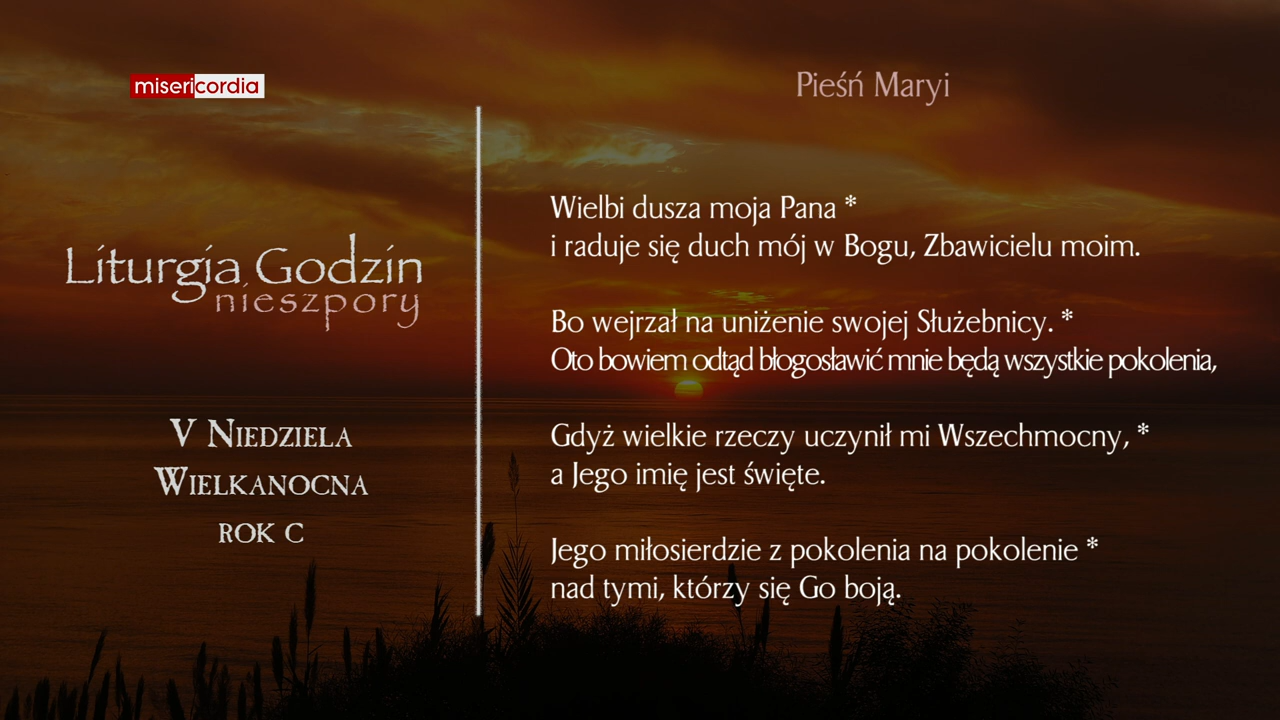 misericordia
Liturgia Godzin
nieszpory
V Niedziela
Wielkanocna
rok C
Pieśń Maryi
Wielbi dusza moja Pana *
i raduje się duch mój w Bogu, Zbawicielu moim.
Bo wejrzał na uniżenie swojej Służebnicy. *
Oto bowiem odtąd błogosławić mnie będą wszystkie pokolenia,
Gdyż wielkie rzeczy uczynił mi Wszechmocny, *
a Jego imię jest święte.
Jego miłosierdzie z pokolenia na pokolenie *
nad tymi, którzy się Go boją.